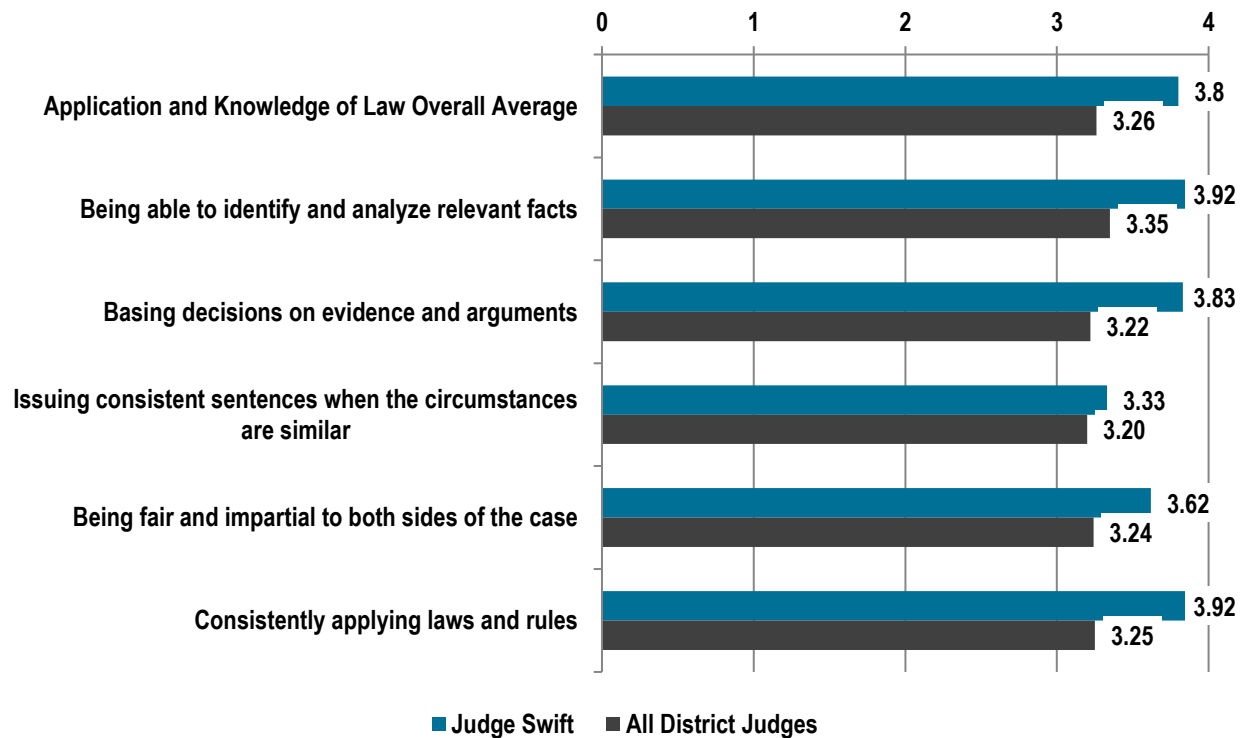 0 1 2 3 4
Application and Knowledge of Law Overall Average
3.8
3.26
Being able to identify and analyze relevant facts
3.92
3.35
Basing decisions on evidence and arguments
3.83
3.22
Issuing consistent sentences when the circumstances
are similar
3.33
3.20
Being fair and impartial to both sides of the case
3.62
3.24
Consistently applying laws and rules
3.92
3.25
Judge Swift All District Judges